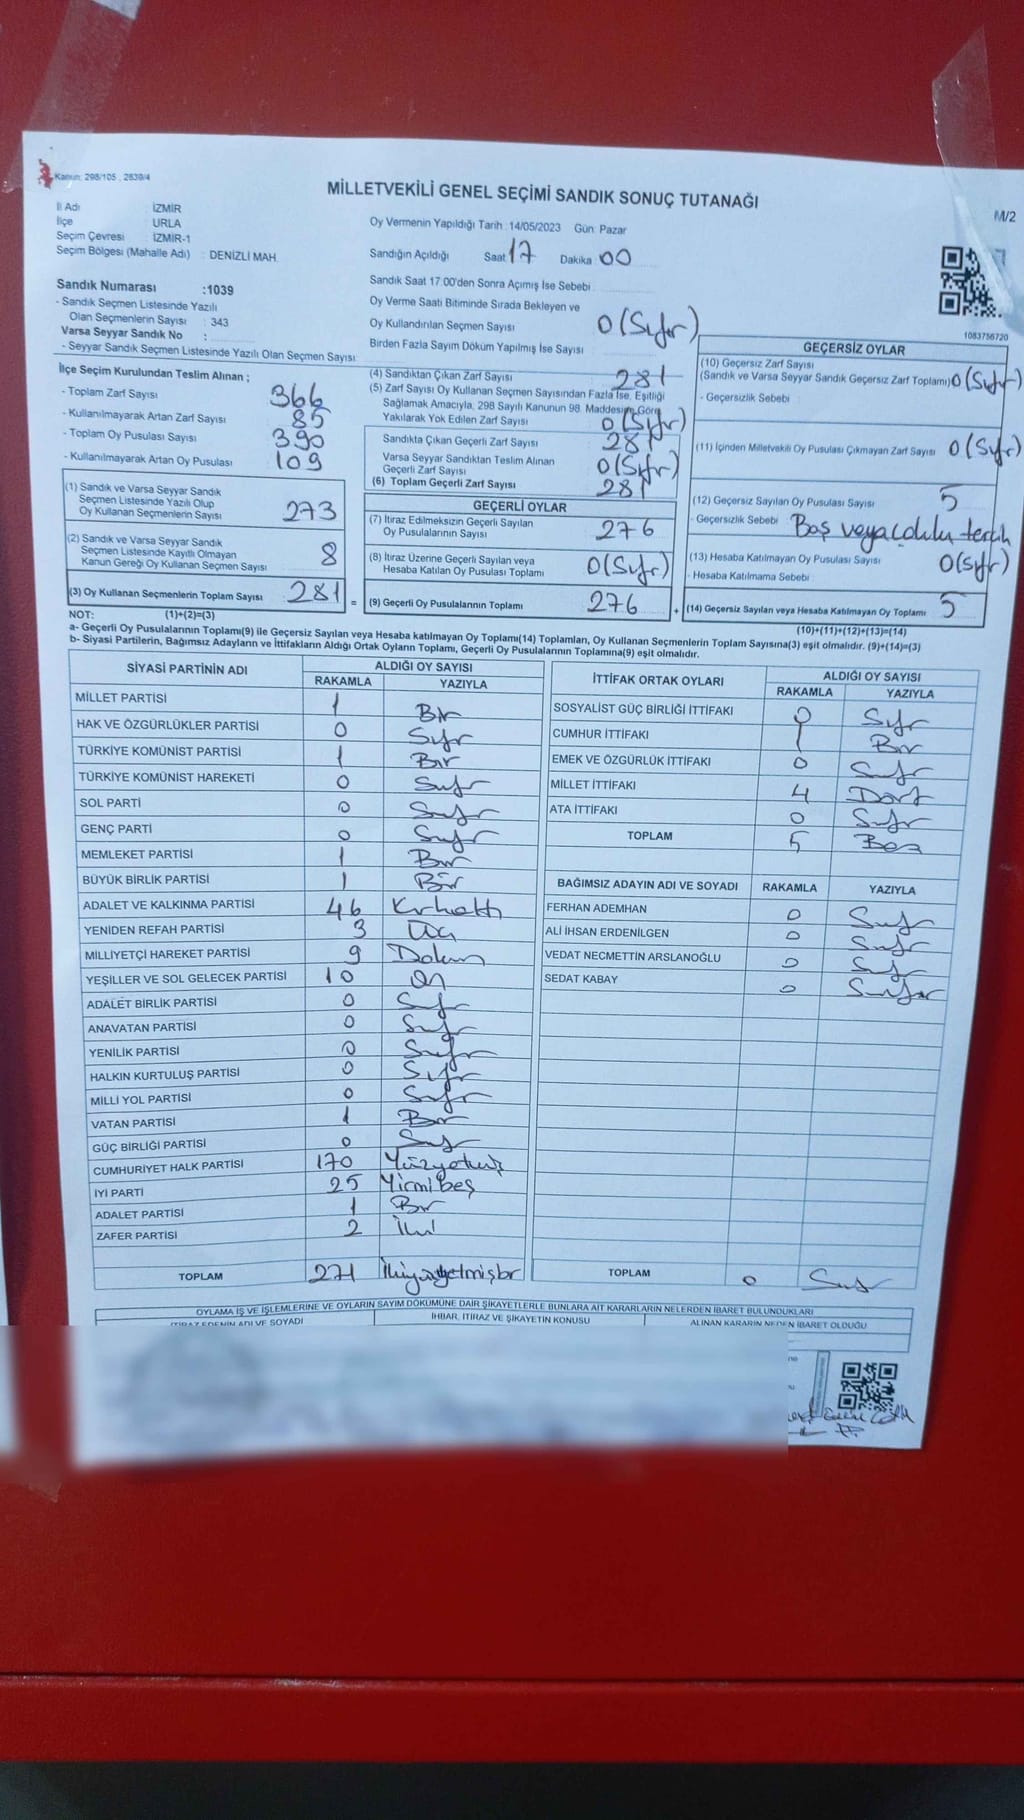 Kanun: 298/105 , 2839/4
MİLLETVEKİLİ GENEL SEÇİMİ SANDIK SONUÇ TUTANAĞI
M/2
İl Adı : İZMİR
İlçe : URLA
Seçim Çevresi : İZMİR-1
Seçim Bölgesi (Mahalle Adı) : DENİZLİ MAH.
Oy Vermenin Yapıldığı Tarih : 14/05/2023 Gün: Pazar
Sandığın Açıldığı Saat 17 Dakika : 00
Sandık Saat 17:00'den Sonra Açımış İse Sebebi :
Oy Verme Saati Bitiminde Sırada Bekleyen ve
Oy Kullandırılan Seçmen Sayısı 0 (Sıfır)
Birden Fazla Sayım Döküm Yapılmış İse Sayısı :
Sandık Numarası :1039
- Sandık Seçmen Listesinde Yazılı
Olan Seçmenlerin Sayısı : 343
Varsa Seyyar Sandık No :
- Seyyar Sandık Seçmen Listesinde Yazılı Olan Seçmen Sayısı :
1083756720
İlçe Seçim Kurulundan Teslim Alınan ;
- Toplam Zarf Sayısı : 366
- Kullanılmayarak Artan Zarf Sayısı : 85
- Toplam Oy Pusulası Sayısı : 390
- Kullanılmayarak Artan Oy Pusulası : 109
(1) Sandık ve Varsa Seyyar Sandık
Seçmen Listesinde Yazılı Olup
Oy Kullanan Seçmenlerin Sayısı : 273
(2) Sandık ve Varsa Seyyar Sandık
Seçmen Listesinde Kayıtlı Olmayan
Kanun Gereği Oy Kullanan Seçmen Sayısı : 8
(3) Oy Kullanan Seçmenlerin Toplam Sayısı : 281 =
(4) Sandıktan Çıkan Zarf Sayısı : 281
(5) Zarf Sayısı Oy Kullanan Seçmen Sayısından Fazla İse, Eşitliği
Sağlamak Amacıyla, 298 Sayılı Kanunun 98. Maddesine Göre
Yakılarak Yok Edilen Zarf Sayısı : 0 (Sıfır)
Sandıkta Çıkan Geçerli Zarf Sayısı : 281
Varsa Seyyar Sandıktan Teslim Alınan
Geçerli Zarf Sayısı : 0 (Sıfır)
(6) Toplam Geçerli Zarf Sayısı : 281
GEÇERLİ OYLAR
(7) İtiraz Edilmeksizin Geçerli Sayılan
Oy Pusulalarının Sayısı : 276
(8) İtiraz Üzerine Geçerli Sayılan veya
Hesaba Katılan Oy Pusulası Toplamı : 0 (Sıfır)
(9) Geçerli Oy Pusulalarının Toplamı : 276 +
GEÇERSİZ OYLAR
(10) Geçersiz Zarf Sayısı
(Sandık ve Varsa Seyyar Sandık Geçersiz Zarf Toplamı) 0 (Sıfır)
- Geçersizlik Sebebi :
(11) İçinden Milletvekili Oy Pusulası Çıkmayan Zarf Sayısı : 0 (Sıfır)
(12) Geçersiz Sayılan Oy Pusulası Sayısı : 5
- Geçersizlik Sebebi : Boş veya çoklu tercih
(13) Hesaba Katılmayan Oy Pusulası Sayısı : 0 (Sıfır)
- Hesaba Katılmama Sebebi :
(14) Geçersiz Sayılan veya Hesaba Katılmayan Oy Toplamı : 5
NOT: (1)+(2)=(3)
(10)+(11)+(12)+(13)=(14)
a- Geçerli Oy Pusulalarının Toplamı(9) ile Geçersiz Sayılan veya Hesaba katılmayan Oy Toplamı(14) Toplamları, Oy Kullanan Seçmenlerin Toplam Sayısına(3) eşit olmalıdır. (9)+(14)=(3)
b- Siyasi Partilerin, Bağımsız Adayların ve İttifakların Aldığı Ortak Oyların Toplamı, Geçerli Oy Pusulalarının Toplamına(9) eşit olmalıdır.
SİYASİ PARTİNİN ADI ALDIĞI OY SAYISI
RAKAMLA YAZIYLA
MİLLET PARTİSİ 1 Bir
HAK VE ÖZGÜRLÜKLER PARTİSİ 0 Sıfır
TÜRKİYE KOMÜNİST PARTİSİ 1 Bir
TÜRKİYE KOMÜNİST HAREKETİ 0 Sıfır
SOL PARTİ 0 Sıfır
GENÇ PARTİ 0 Sıfır
MEMLEKET PARTİSİ 1 Bir
BÜYÜK BİRLİK PARTİSİ 1 Bir
ADALET VE KALKINMA PARTİSİ 46 Kırkaltı
YENİDEN REFAH PARTİSİ 3 Üç
MİLLİYETÇİ HAREKET PARTİSİ 9 Dokuz
YEŞİLLER VE SOL GELECEK PARTİSİ 10 On
ADALET BİRLİK PARTİSİ 0 Sıfır
ANAVATAN PARTİSİ 0 Sıfır
YENİLİK PARTİSİ 0 Sıfır
HALKIN KURTULUŞ PARTİSİ 0 Sıfır
MİLLİ YOL PARTİSİ 0 Sıfır
VATAN PARTİSİ 1 Bir
GÜÇ BİRLİĞİ PARTİSİ 0 Sıfır
CUMHURİYET HALK PARTİSİ 170 Yüzyetmiş
İYİ PARTİ 25 Yirmibeş
ADALET PARTİSİ 1 Bir
ZAFER PARTİSİ 2 İki
TOPLAM 271 İkiyüzyetmişbir
İTTİFAK ORTAK OYLARI ALDIĞI OY SAYISI
RAKAMLA YAZIYLA
SOSYALİST GÜÇ BİRLİĞİ İTTİFAKI 0 Sıfır
CUMHUR İTTİFAKI 1 Bir
EMEK VE ÖZGÜRLÜK İTTİFAKI 0 Sıfır
MİLLET İTTİFAKI 4 Dört
ATA İTTİFAKI 0 Sıfır
TOPLAM 5 Beş
BAĞIMSIZ ADAYIN ADI VE SOYADI RAKAMLA YAZIYLA
FERHAN ADEMHAN 0 Sıfır
ALİ İHSAN ERDENİLGEN 0 Sıfır
VEDAT NECMETTİN ARSLANOĞLU 0 Sıfır
SEDAT KABAY 0 Sıfır
TOPLAM 0 Sıfır
OYLAMA İŞ VE İŞLEMLERİNE VE OYLARIN SAYIM DÖKÜMÜNE DAİR ŞİKAYETLERLE BUNLARA AİT KARARLARIN NELERDEN İBARET BULUNDUKLARI
İTİRAZ EDENİN ADI VE SOYADI İHBAR, İTİRAZ VE ŞİKAYETİN KONUSU ALINAN KARARIN NEDEN İBARET OLDUĞU